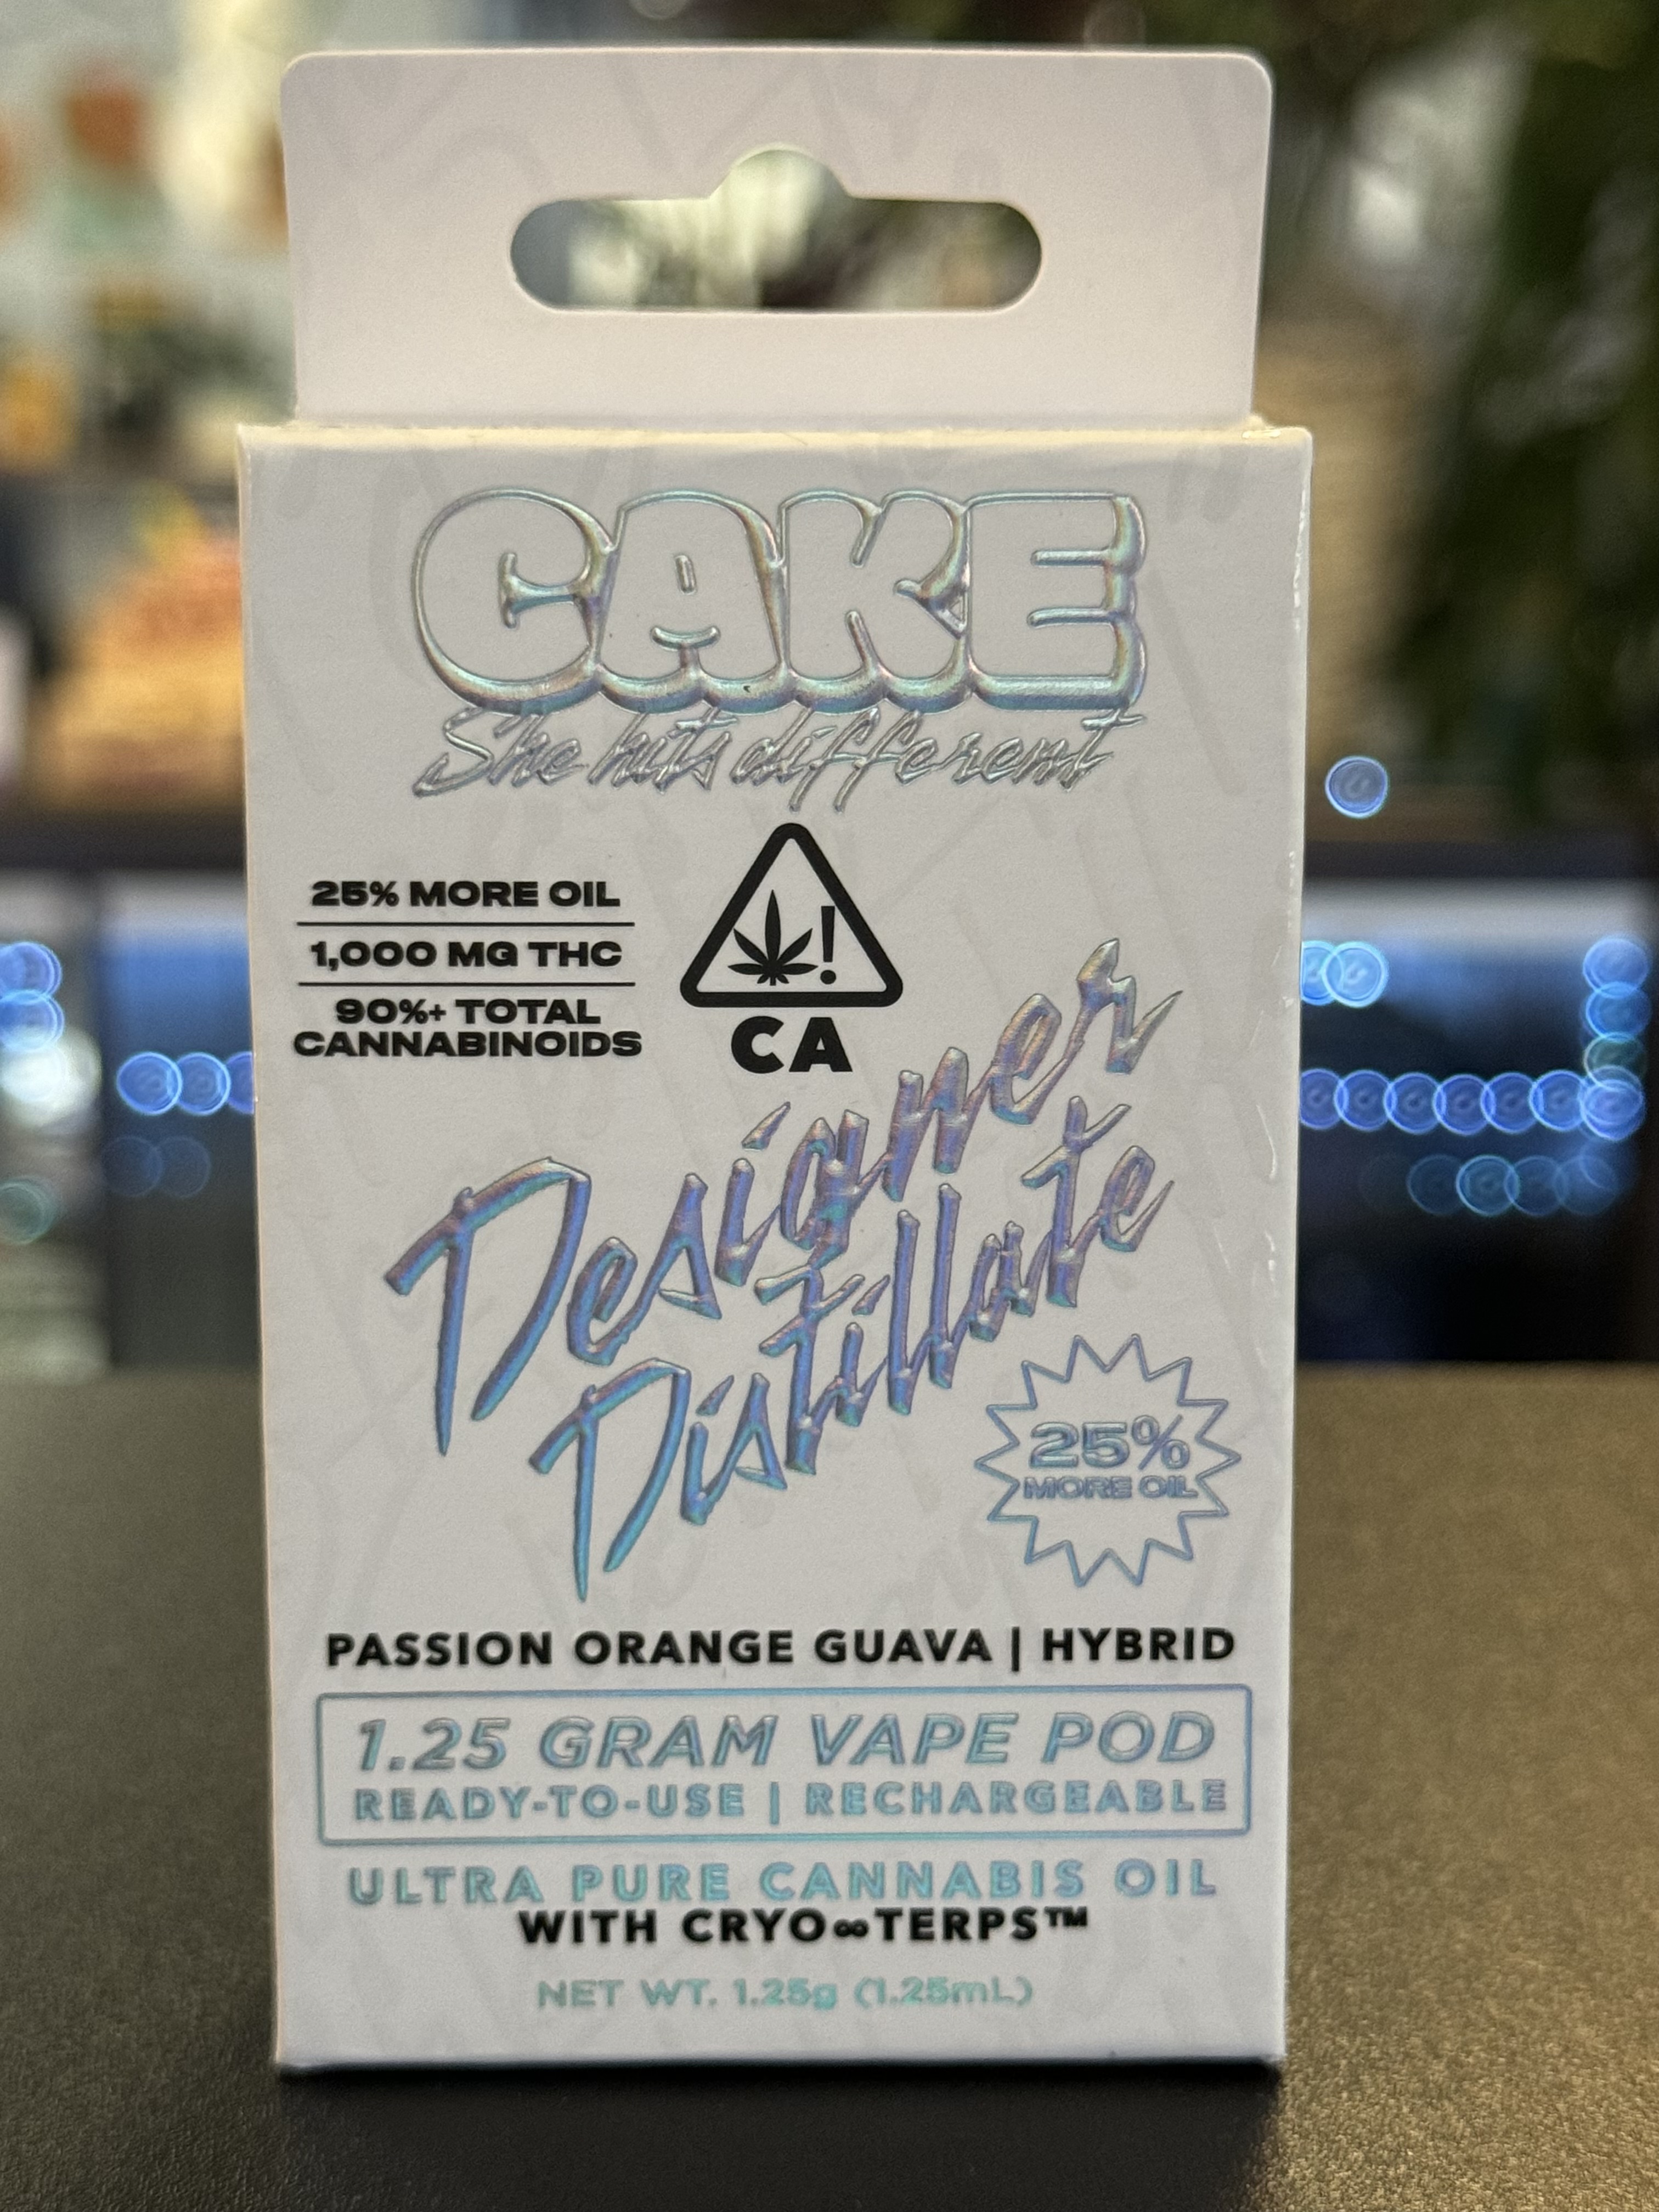 CAKE
She hits different
25% MORE OIL
1,000 MG THC
90%+ TOTAL
CANNABINOIDS
!
CA
Designer
Distillate
25%
MORE OIL
PASSION ORANGE GUAVA | HYBRID
1.25 GRAM VAPE POD
READY-TO-USE | RECHARGEABLE
ULTRA PURE CANNABIS OIL
WITH CRYO∞TERPS™
NET WT. 1.25g (1.25mL)